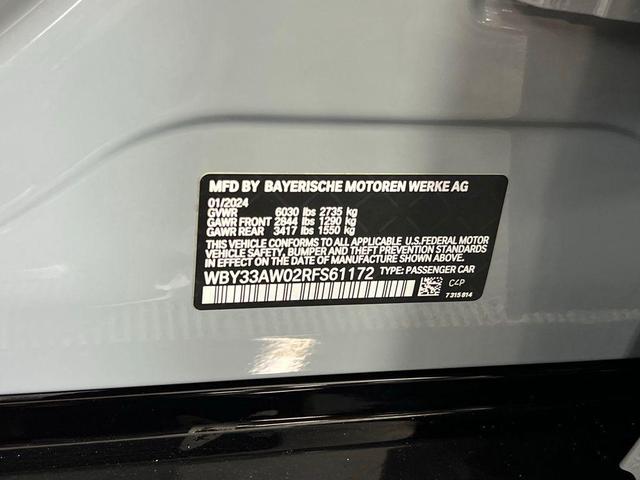 MFD BY BAYERISCHE MOTOREN WERKE AG
01/2024
GVWR 6030 lbs 2735 kg
GAWR FRONT 2844 lbs 1290 kg
GAWR REAR 3417 lbs 1550 kg
THIS VEHICLE CONFORMS TO ALL APPLICABLE U.S.FEDERAL MOTOR
VEHICLE SAFETY, BUMPER, AND THEFT PREVENTION STANDARDS
IN EFFECT ON THE DATE OF MANUFACTURE SHOWN ABOVE.
WBY33AW02RFS61172 TYPE: PASSENGER CAR
C4P
7 315 814